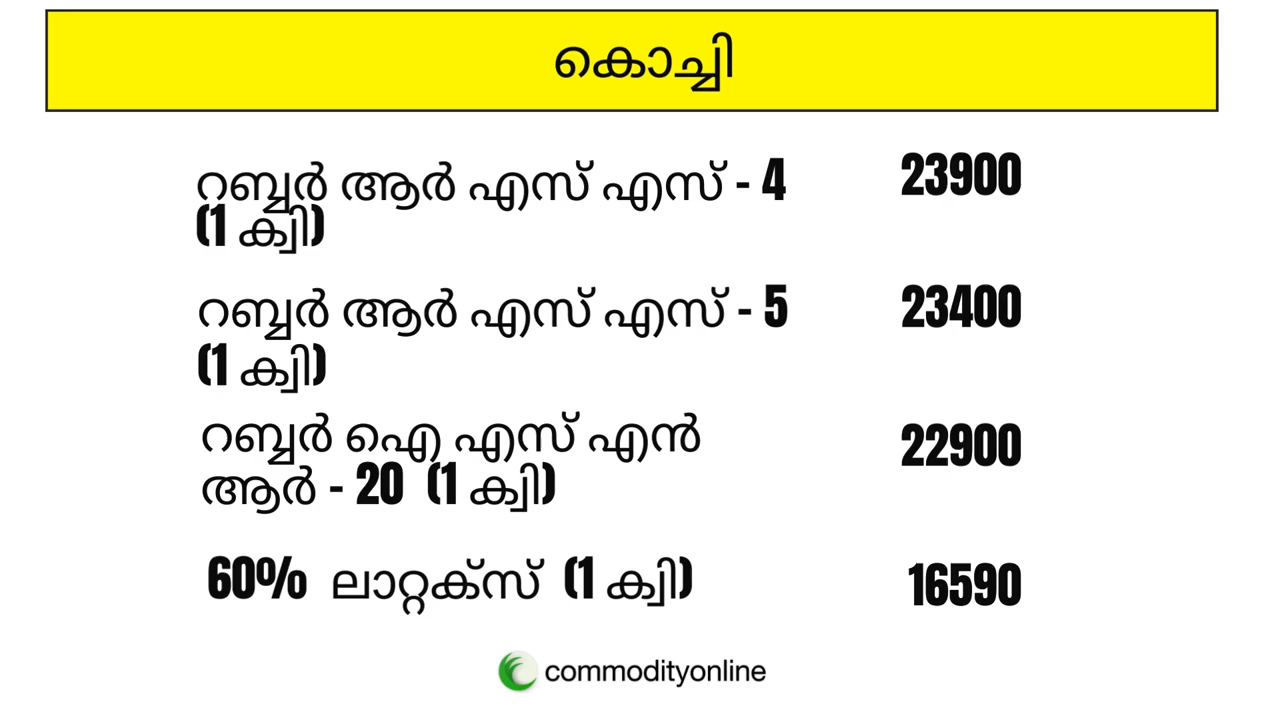 കൊച്ചി
റബ്ബർ ആർ എസ് എസ് - 4 23900
(1 ക്വി)
റബ്ബർ ആർ എസ് എസ് - 5 23400
(1 ക്വി)
റബ്ബർ ഐ എസ് എൻ 22900
ആർ - 20 (1 ക്വി)
60% ലാറ്റക്സ് (1 ക്വി) 16590
commodityonline